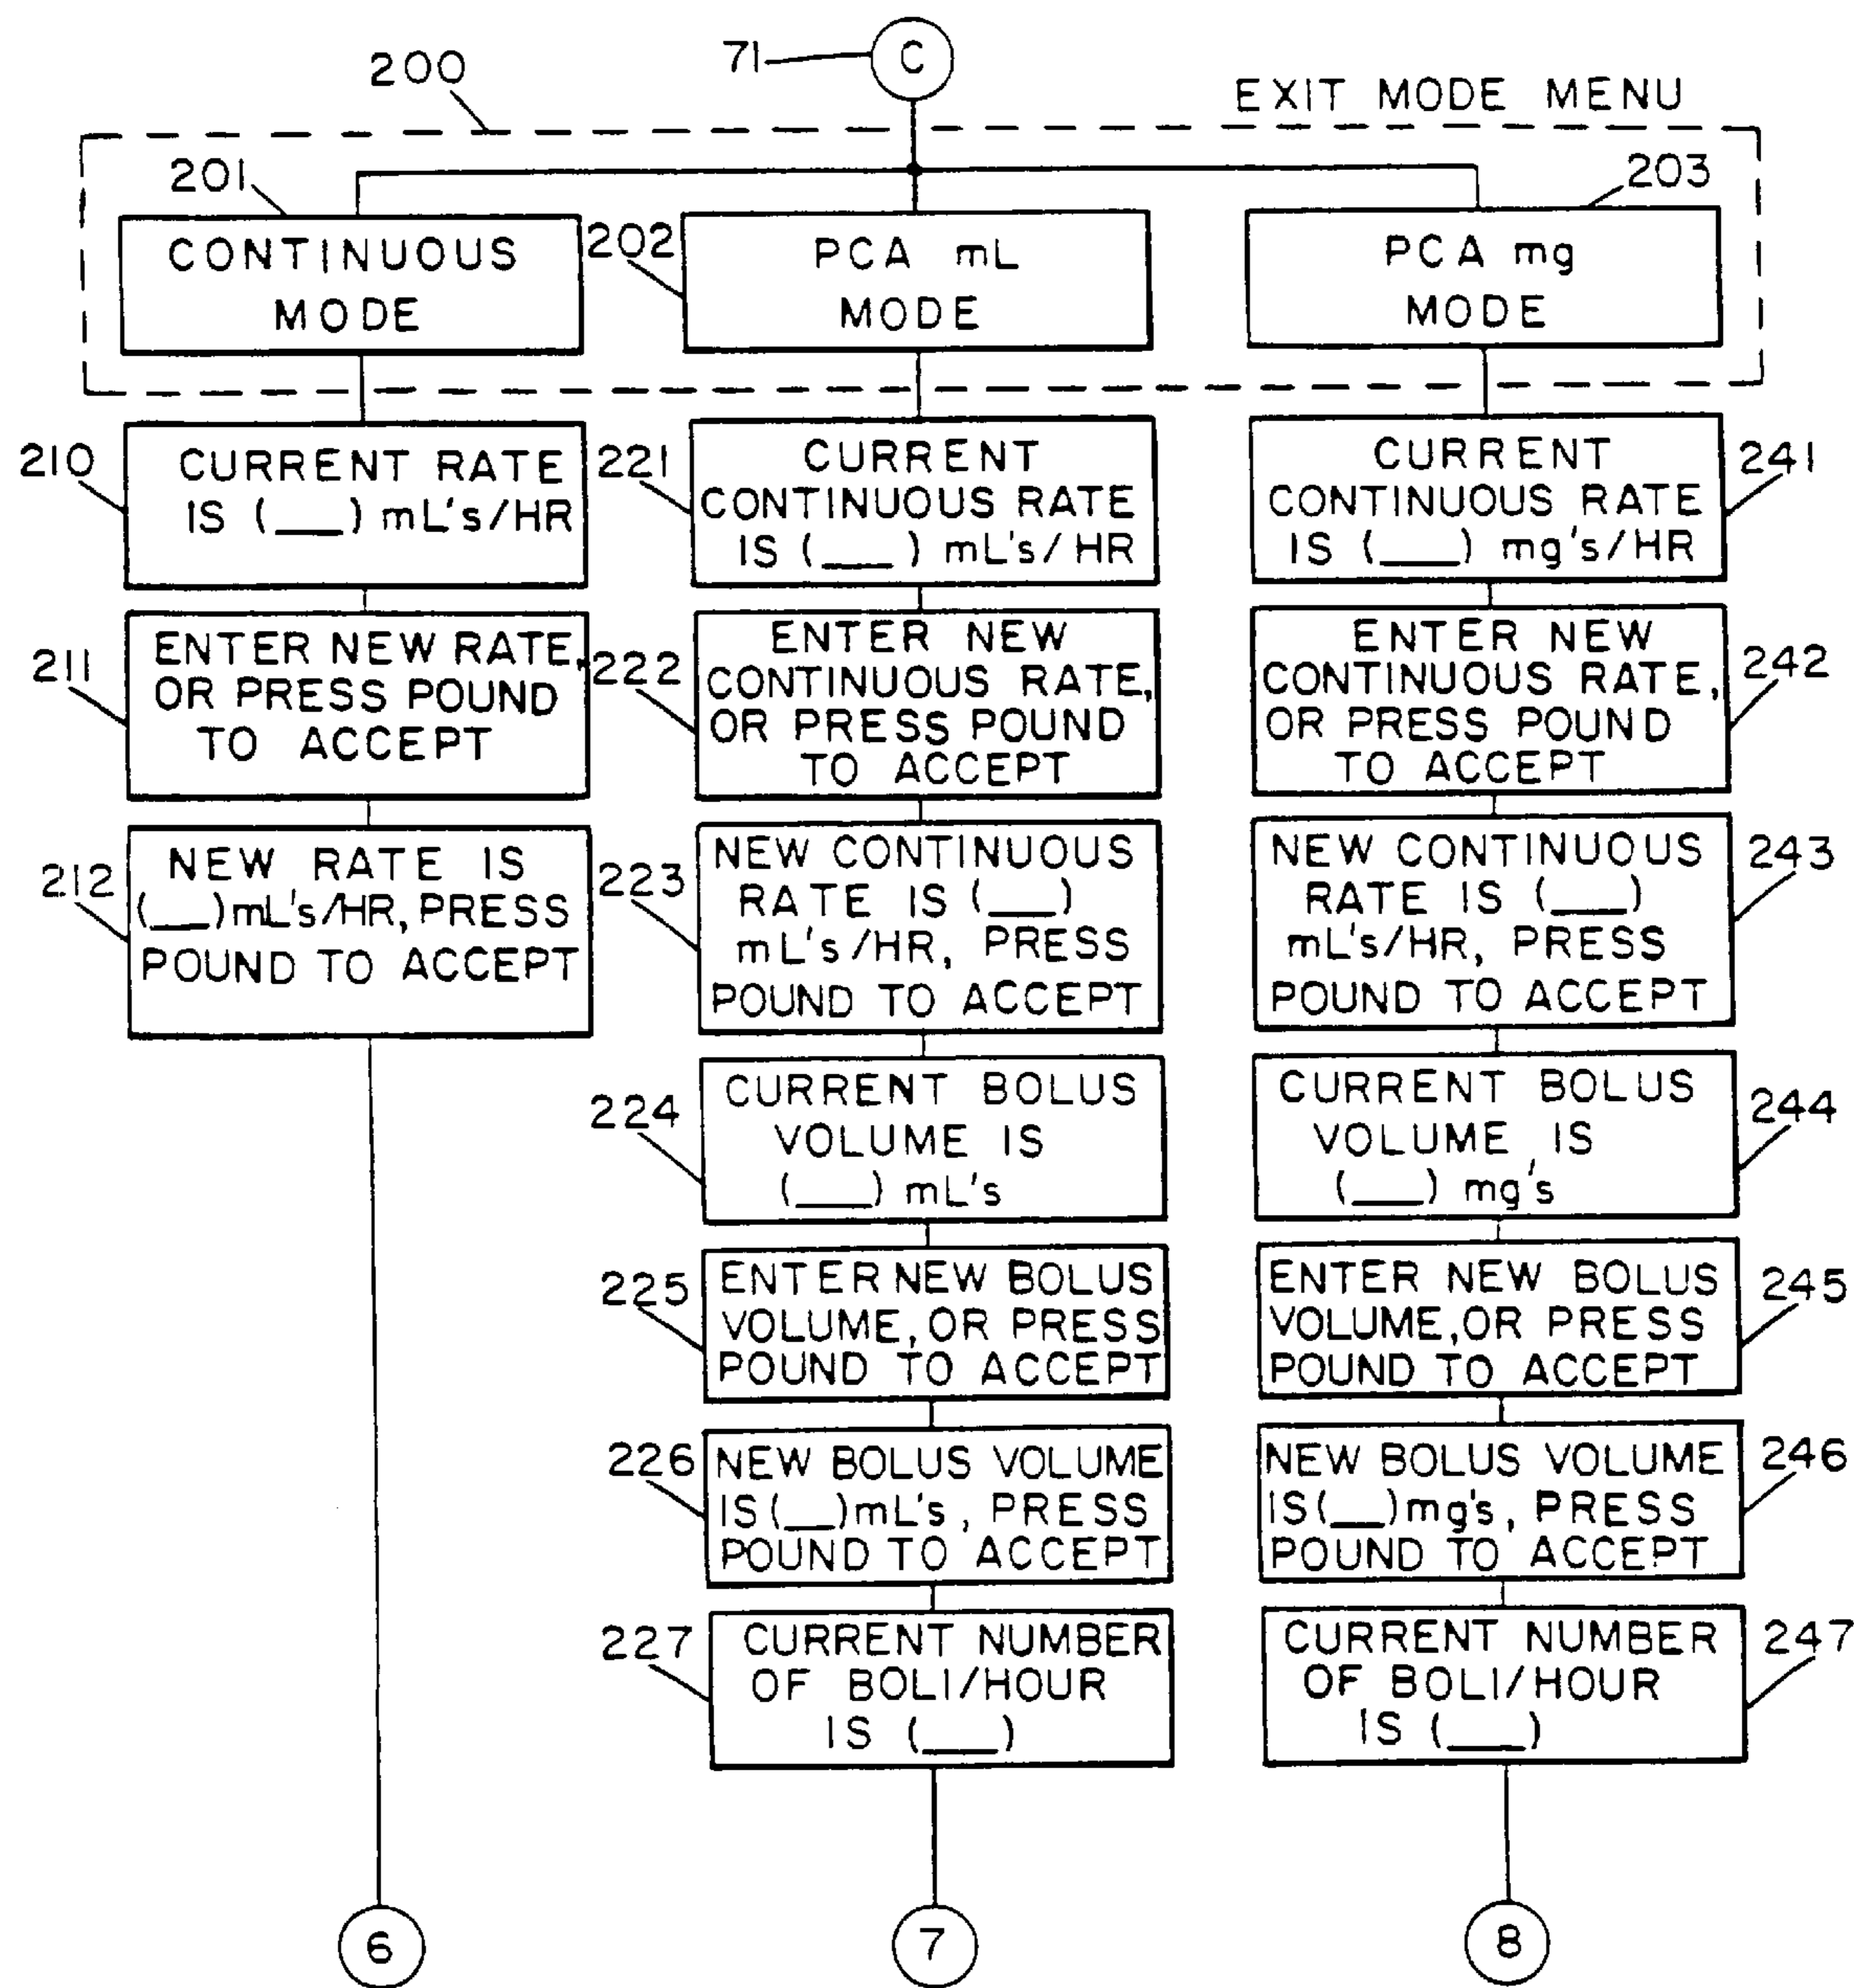 71
C
200
EXIT MODE MENU
201
CONTINUOUS
MODE
202
PCA mL
MODE
203
PCA mg
MODE
210
CURRENT RATE
IS (___) mL's/HR
211
ENTER NEW RATE,
OR PRESS POUND
TO ACCEPT
212
NEW RATE IS
(__)mL's/HR, PRESS
POUND TO ACCEPT
6
221
CURRENT
CONTINUOUS RATE
IS (___) mL's/HR
222
ENTER NEW
CONTINUOUS RATE,
OR PRESS POUND
TO ACCEPT
223
NEW CONTINUOUS
RATE IS (___)
mL's/HR, PRESS
POUND TO ACCEPT
224
CURRENT BOLUS
VOLUME IS
(___) mL's
225
ENTER NEW BOLUS
VOLUME, OR PRESS
POUND TO ACCEPT
226
NEW BOLUS VOLUME
IS (__) mL's, PRESS
POUND TO ACCEPT
227
CURRENT NUMBER
OF BOLI/HOUR
IS (___)
7
241
CURRENT
CONTINUOUS RATE
IS (___) mg's/HR
242
ENTER NEW
CONTINUOUS RATE,
OR PRESS POUND
TO ACCEPT
243
NEW CONTINUOUS
RATE IS (___)
mL's/HR, PRESS
POUND TO ACCEPT
244
CURRENT BOLUS
VOLUME IS
(___) mg's
245
ENTER NEW BOLUS
VOLUME, OR PRESS
POUND TO ACCEPT
246
NEW BOLUS VOLUME
IS (__) mg's, PRESS
POUND TO ACCEPT
247
CURRENT NUMBER
OF BOLI/HOUR
IS (___)
8